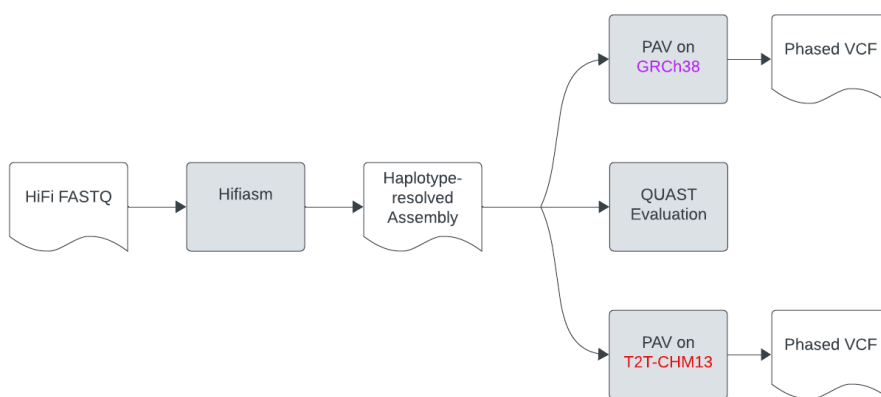 PAV on
GRCh38
Phased VCF
HiFi FASTQ
Hifiasm
Haplotype-
resolved
Assembly
QUAST
Evaluation
PAV on
T2T-CHM13
Phased VCF